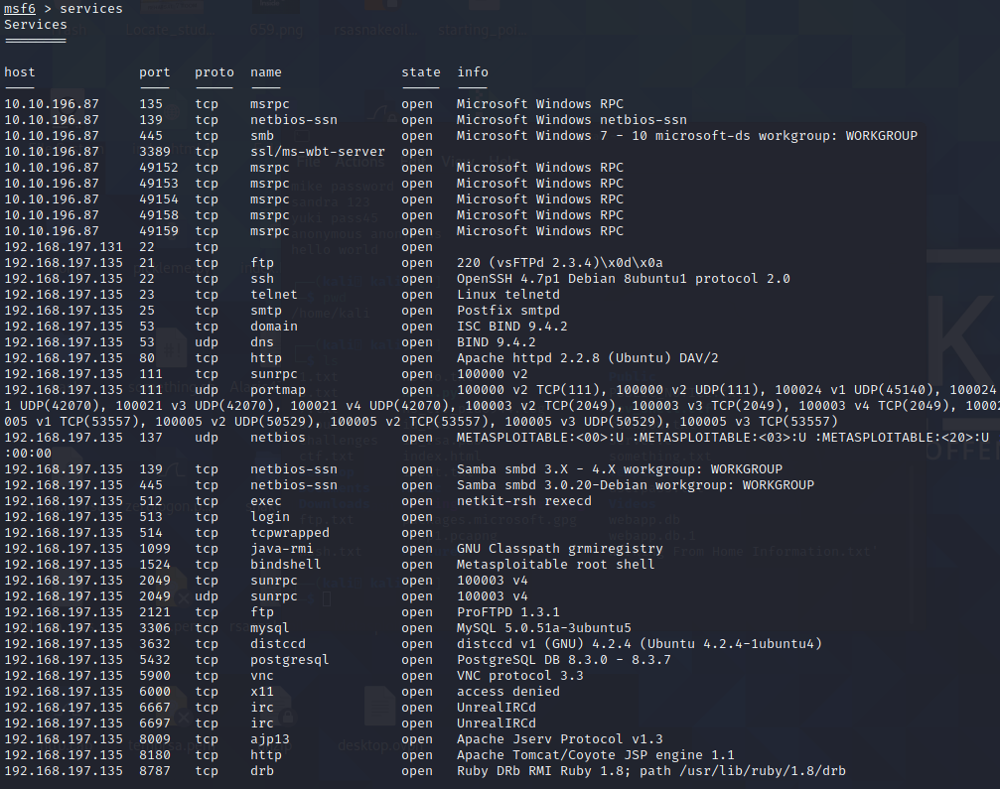 msf6 > services
Services
========
host port proto name state info
---- ---- ----- ---- ----- ----
10.10.196.87 135 tcp msrpc open Microsoft Windows RPC
10.10.196.87 139 tcp netbios-ssn open Microsoft Windows netbios-ssn
10.10.196.87 445 tcp smb open Microsoft Windows 7 - 10 microsoft-ds workgroup: WORKGROUP
10.10.196.87 3389 tcp ssl/ms-wbt-server open
10.10.196.87 49152 tcp msrpc open Microsoft Windows RPC
10.10.196.87 49153 tcp msrpc open Microsoft Windows RPC
10.10.196.87 49154 tcp msrpc open Microsoft Windows RPC
10.10.196.87 49158 tcp msrpc open Microsoft Windows RPC
10.10.196.87 49159 tcp msrpc open Microsoft Windows RPC
192.168.197.131 22 tcp open
192.168.197.135 21 tcp ftp open 220 (vsFTPd 2.3.4)\x0d\x0a
192.168.197.135 22 tcp ssh open OpenSSH 4.7p1 Debian 8ubuntu1 protocol 2.0
192.168.197.135 23 tcp telnet open Linux telnetd
192.168.197.135 25 tcp smtp open Postfix smtpd
192.168.197.135 53 tcp domain open ISC BIND 9.4.2
192.168.197.135 53 udp dns open BIND 9.4.2
192.168.197.135 80 tcp http open Apache httpd 2.2.8 (Ubuntu) DAV/2
192.168.197.135 111 tcp sunrpc open 100000 v2
192.168.197.135 111 udp portmap open 100000 v2 TCP(111), 100000 v2 UDP(111), 100024 v1 UDP(45140), 100024
1 UDP(42070), 100021 v3 UDP(42070), 100021 v4 UDP(42070), 100003 v2 TCP(2049), 100003 v3 TCP(2049), 100003 v4 TCP(2049), 1000
005 v1 TCP(53557), 100005 v2 UDP(50529), 100005 v2 TCP(53557), 100005 v3 UDP(50529), 100005 v3 TCP(53557)
192.168.197.135 137 udp netbios open METASPLOITABLE:<00>:U :METASPLOITABLE:<03>:U :METASPLOITABLE:<20>:U
:00:00
192.168.197.135 139 tcp netbios-ssn open Samba smbd 3.X - 4.X workgroup: WORKGROUP
192.168.197.135 445 tcp netbios-ssn open Samba smbd 3.0.20-Debian workgroup: WORKGROUP
192.168.197.135 512 tcp exec open netkit-rsh rexecd
192.168.197.135 513 tcp login open
192.168.197.135 514 tcp tcpwrapped open
192.168.197.135 1099 tcp java-rmi open GNU Classpath grmiregistry
192.168.197.135 1524 tcp bindshell open Metasploitable root shell
192.168.197.135 2049 tcp sunrpc open 100003 v4
192.168.197.135 2049 udp sunrpc open 100003 v4
192.168.197.135 2121 tcp ftp open ProFTPD 1.3.1
192.168.197.135 3306 tcp mysql open MySQL 5.0.51a-3ubuntu5
192.168.197.135 3632 tcp distccd open distccd v1 (GNU) 4.2.4 (Ubuntu 4.2.4-1ubuntu4)
192.168.197.135 5432 tcp postgresql open PostgreSQL DB 8.3.0 - 8.3.7
192.168.197.135 5900 tcp vnc open VNC protocol 3.3
192.168.197.135 6000 tcp x11 open access denied
192.168.197.135 6667 tcp irc open UnrealIRCd
192.168.197.135 6697 tcp irc open UnrealIRCd
192.168.197.135 8009 tcp ajp13 open Apache Jserv Protocol v1.3
192.168.197.135 8180 tcp http open Apache Tomcat/Coyote JSP engine 1.1
192.168.197.135 8787 tcp drb open Ruby DRb RMI Ruby 1.8; path /usr/lib/ruby/1.8/drb